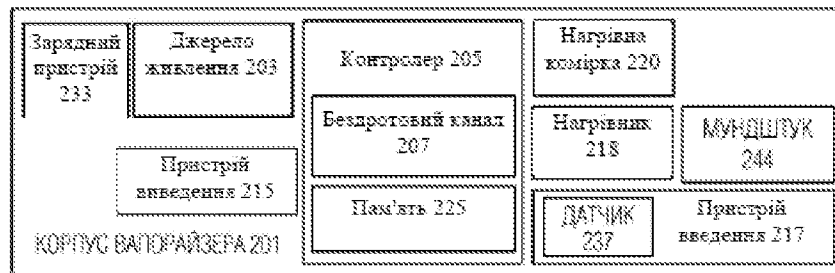 Зарядний
пристрій
233
Джерело
живлення 203
Контролер 205
Бездротовий канал
207
Пам'ять 225
Пристрій
виведення 215
КОРПУС ВАПОРАЙЗЕРА 201
Нагрівна
комірка 220
Нагрівник
218
МУНДШТУК
244
ДАТЧИК
237
Пристрій
введення 217